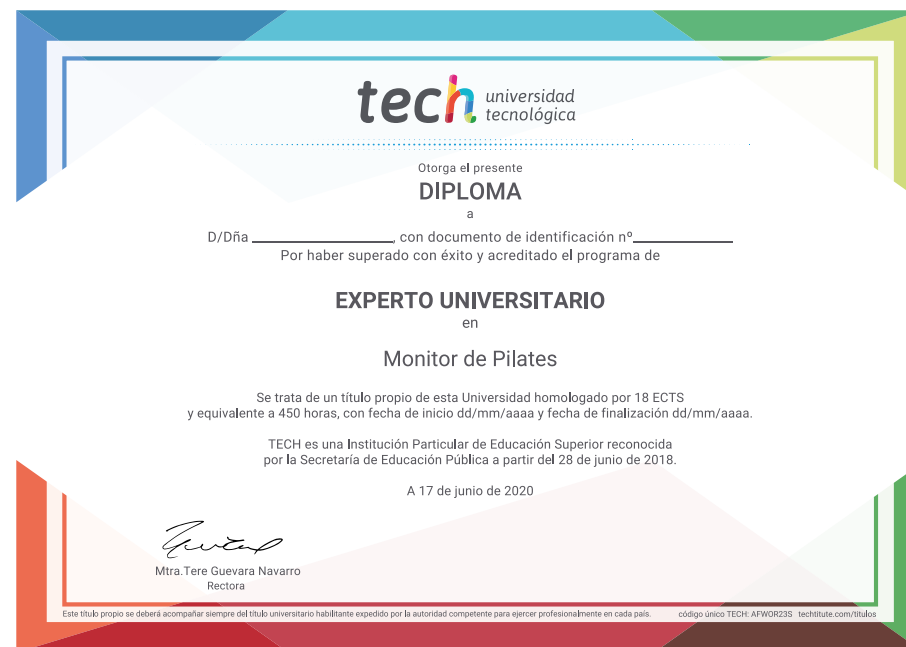 tech universidad
tecnológica
Otorga el presente
DIPLOMA
a
D/Dña ____________________, con documento de identificación nº______________
Por haber superado con éxito y acreditado el programa de
EXPERTO UNIVERSITARIO
en
Monitor de Pilates
Se trata de un título propio de esta Universidad homologado por 18 ECTS
y equivalente a 450 horas, con fecha de inicio dd/mm/aaaa y fecha de finalización dd/mm/aaaa.
TECH es una Institución Particular de Educación Superior reconocida
por la Secretaría de Educación Pública a partir del 28 de junio de 2018.
A 17 de junio de 2020
Mtra.Tere Guevara Navarro
Rectora
Este título propio se deberá acompañar siempre del título universitario habilitante expedido por la autoridad competente para ejercer profesionalmente en cada país. código único TECH: AFWOR23S techtitute.com/titulos